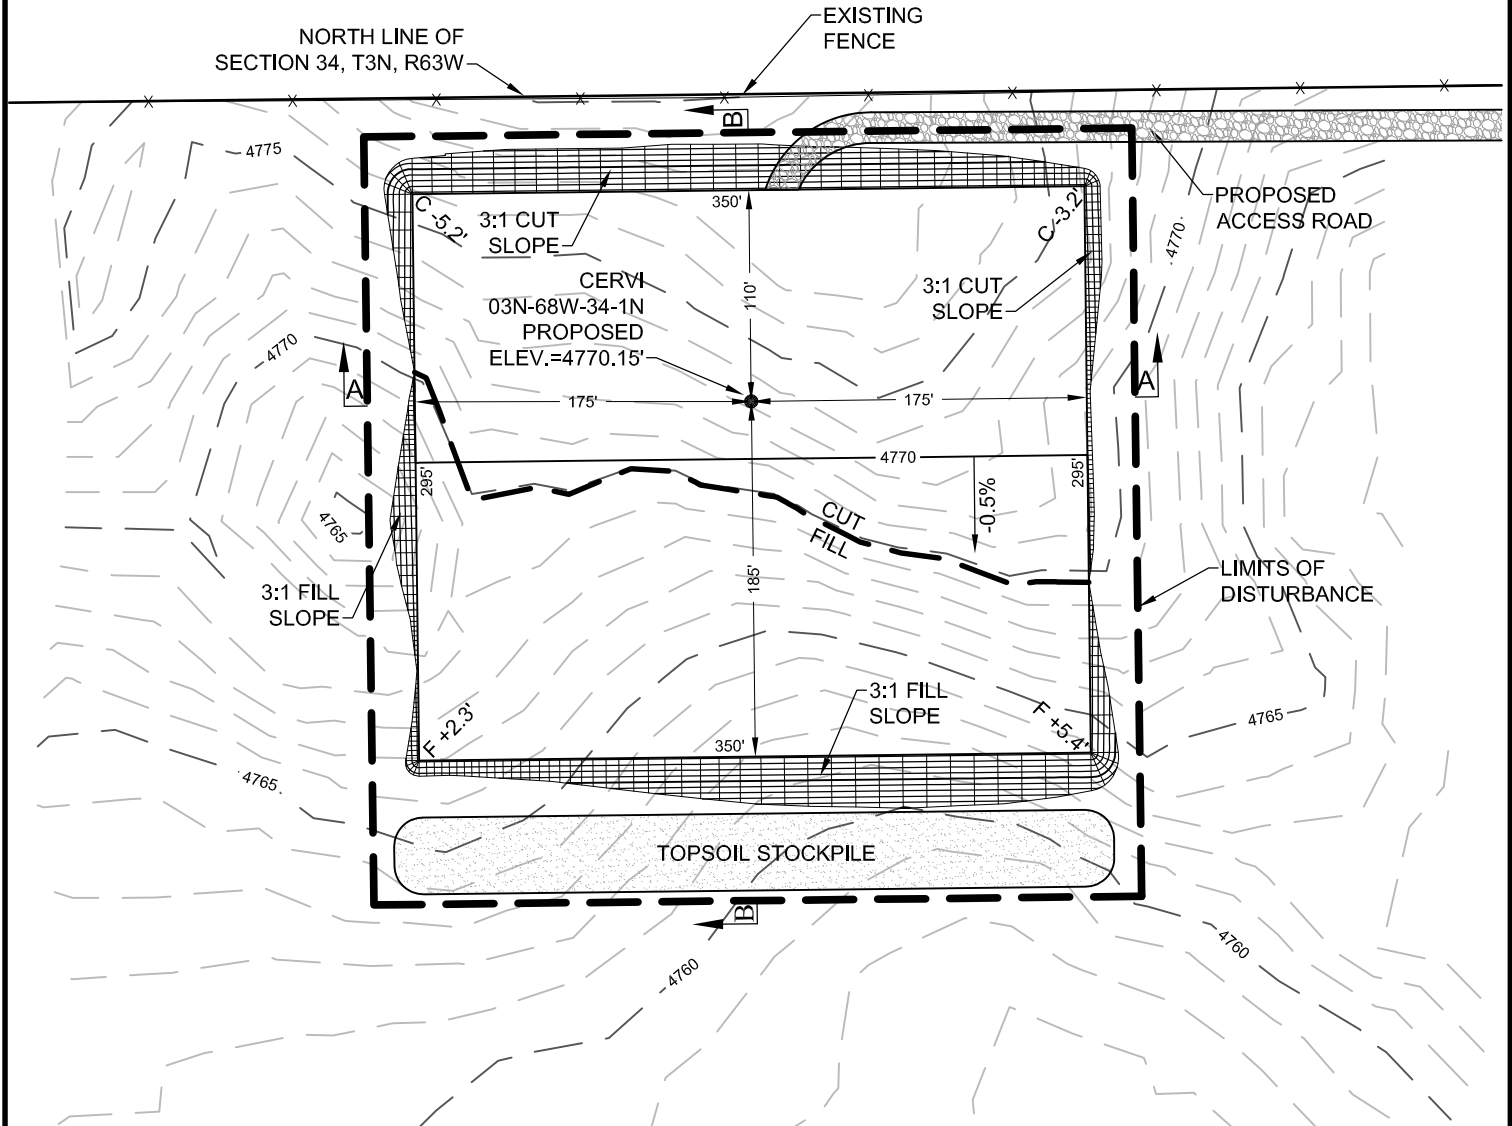 EXISTING
FENCE
NORTH LINE OF
SECTION 34, T3N, R63W
B
4775
PROPOSED
ACCESS ROAD
350'
C -5.2'
3:1 CUT
SLOPE
C -3.2'
4770
CERVI
03N-68W-34-1N
PROPOSED
ELEV.=4770.15'
110'
3:1 CUT
SLOPE
4770
A
A
175'
175'
4770
295'
295'
-0.5%
CUT
FILL
4765
185'
LIMITS OF
DISTURBANCE
3:1 FILL
SLOPE
3:1 FILL
SLOPE
F +2.3'
F +5.4'
4765
350'
4765
TOPSOIL STOCKPILE
B
4760
4760